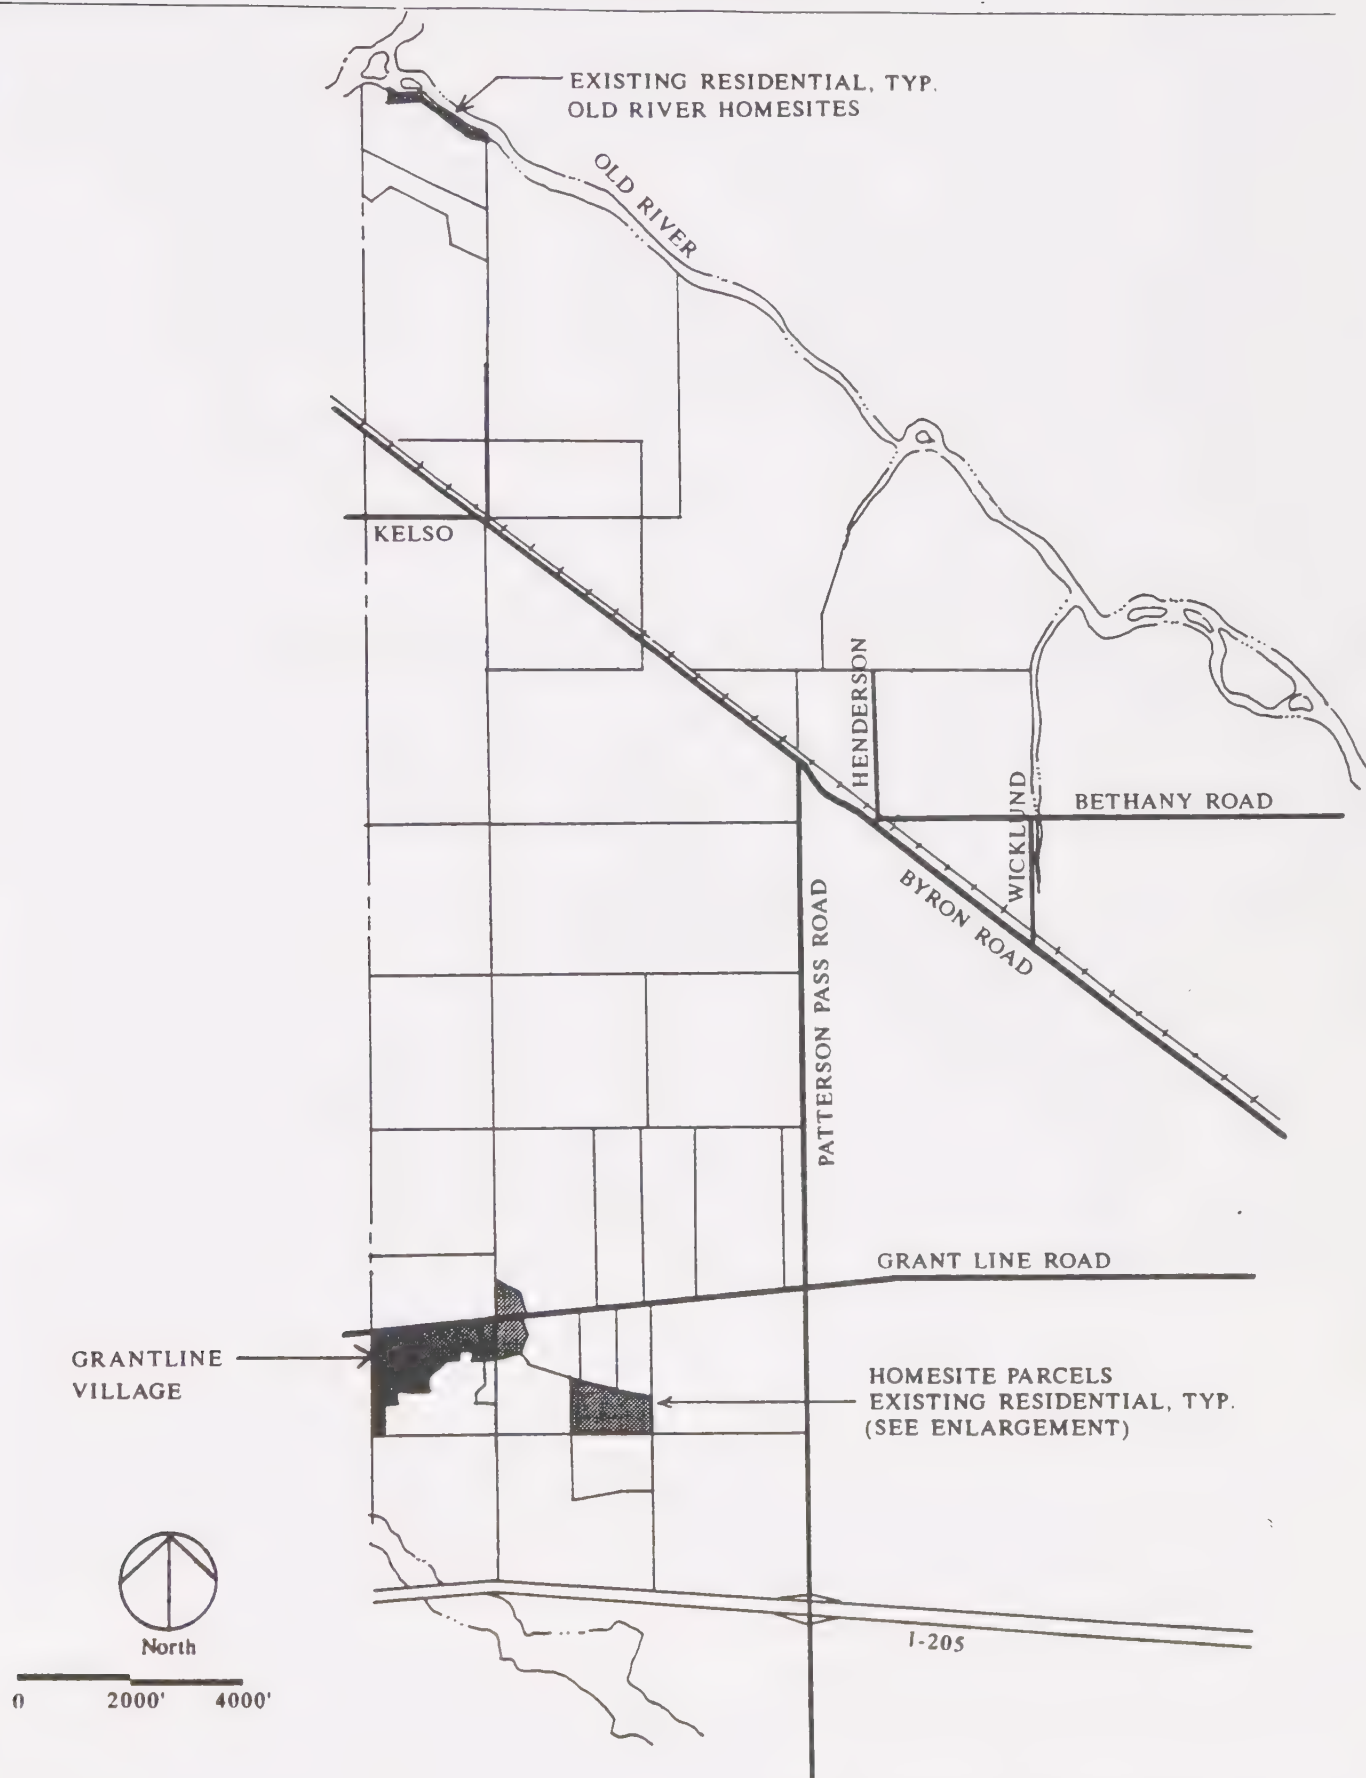 EXISTING RESIDENTIAL, TYP.
OLD RIVER HOMESITES
OLD RIVER
KELSO
HENDERSON
WICKLUND
BETHANY ROAD
BYRON ROAD
PATTERSON PASS ROAD
GRANT LINE ROAD
GRANTLINE
VILLAGE
HOMESITE PARCELS
EXISTING RESIDENTIAL, TYP.
(SEE ENLARGEMENT)
North
0 2000' 4000'
I-205